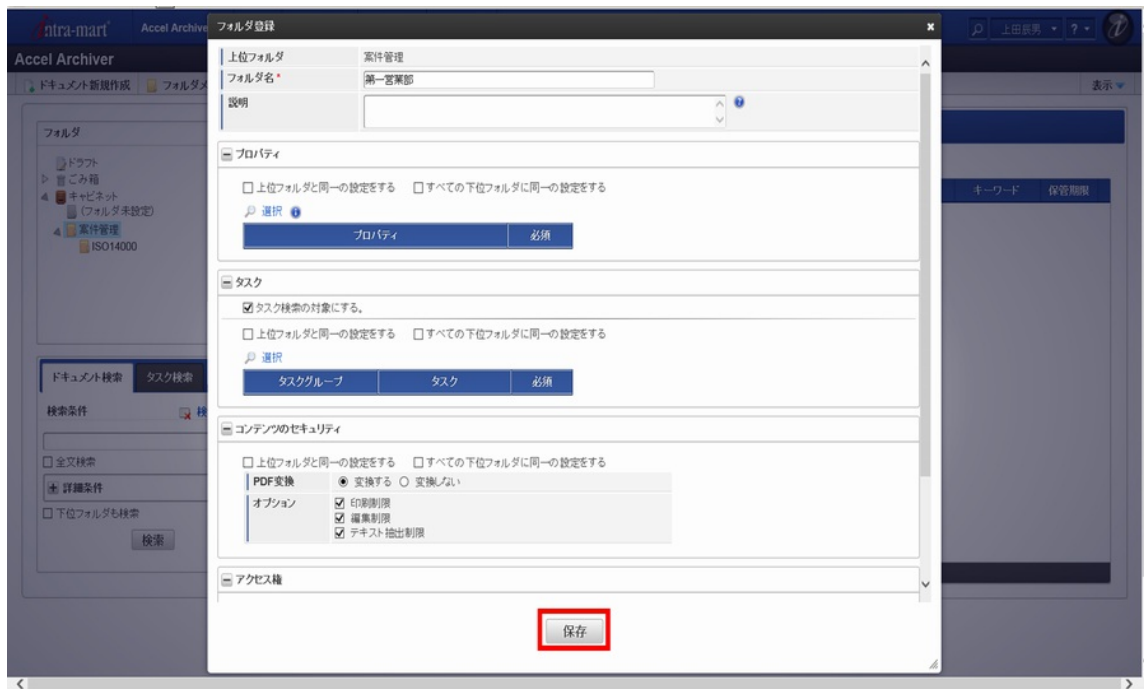 intra-mart Accel Archive フォルダ登録 上田辰男 ?
Accel Archiver
ドキュメント新規作成 フォルダメ 表示
上位フォルダ 案件管理
フォルダ名* 第一営業部
説明
フォルダ
ドラフト
ごみ箱
キャビネット
(フォルダ未設定)
案件管理
ISO14000
プロパティ
上位フォルダと同一の設定をする すべての下位フォルダに同一の設定をする
選択
プロパティ 必須
キーワード 保管期限
タスク
タスク検索の対象にする。
上位フォルダと同一の設定をする すべての下位フォルダに同一の設定をする
選択
タスクグループ タスク 必須
ドキュメント検索 タスク検索
検索条件 検
全文検索
詳細条件
下位フォルダも検索
検索
コンテンツのセキュリティ
上位フォルダと同一の設定をする すべての下位フォルダに同一の設定をする
PDF変換 変換する 変換しない
オプション 印刷制限
編集制限
テキスト抽出制限
アクセス権
保存